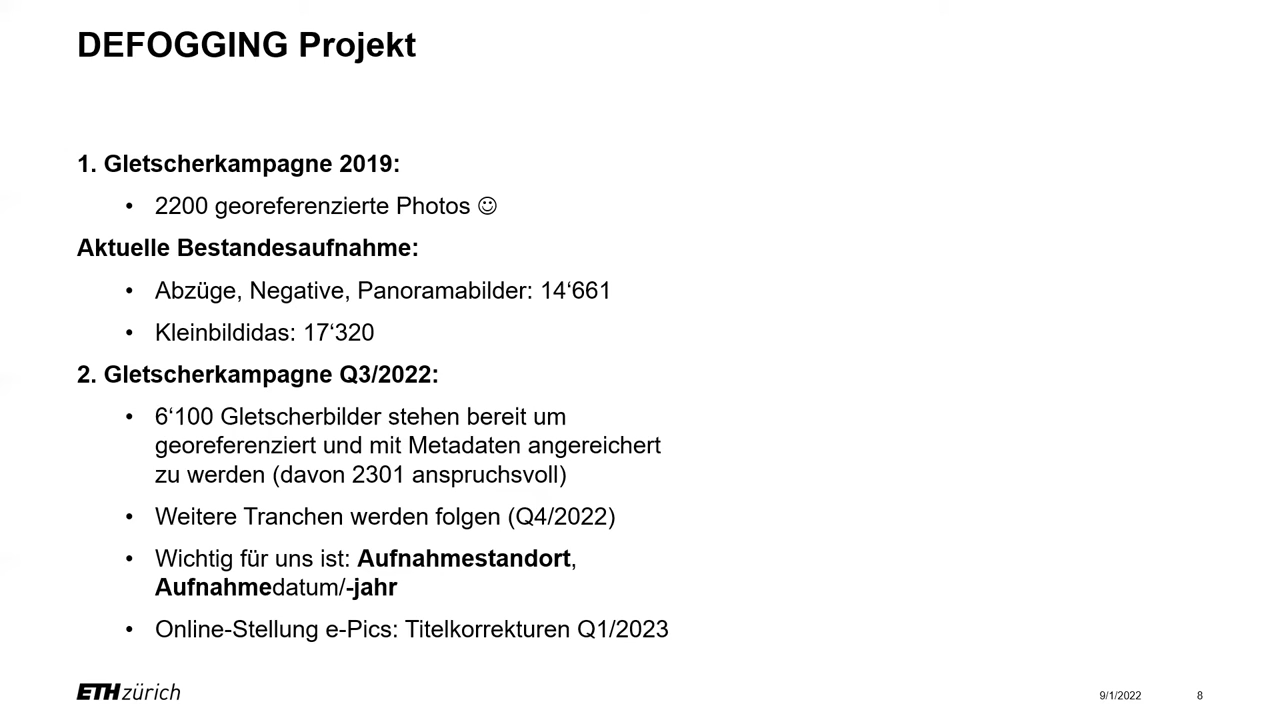 DEFOGGING Projekt
1. Gletscherkampagne 2019:
• 2200 georeferenzierte Photos ☺
Aktuelle Bestandesaufnahme:
• Abzüge, Negative, Panoramabilder: 14‘661
• Kleinbildidas: 17‘320
2. Gletscherkampagne Q3/2022:
• 6‘100 Gletscherbilder stehen bereit um
georeferenziert und mit Metadaten angereichert
zu werden (davon 2301 anspruchsvoll)
• Weitere Tranchen werden folgen (Q4/2022)
• Wichtig für uns ist: Aufnahmestandort,
Aufnahmedatum/-jahr
• Online-Stellung e-Pics: Titelkorrekturen Q1/2023
ETH zürich
9/1/2022
8